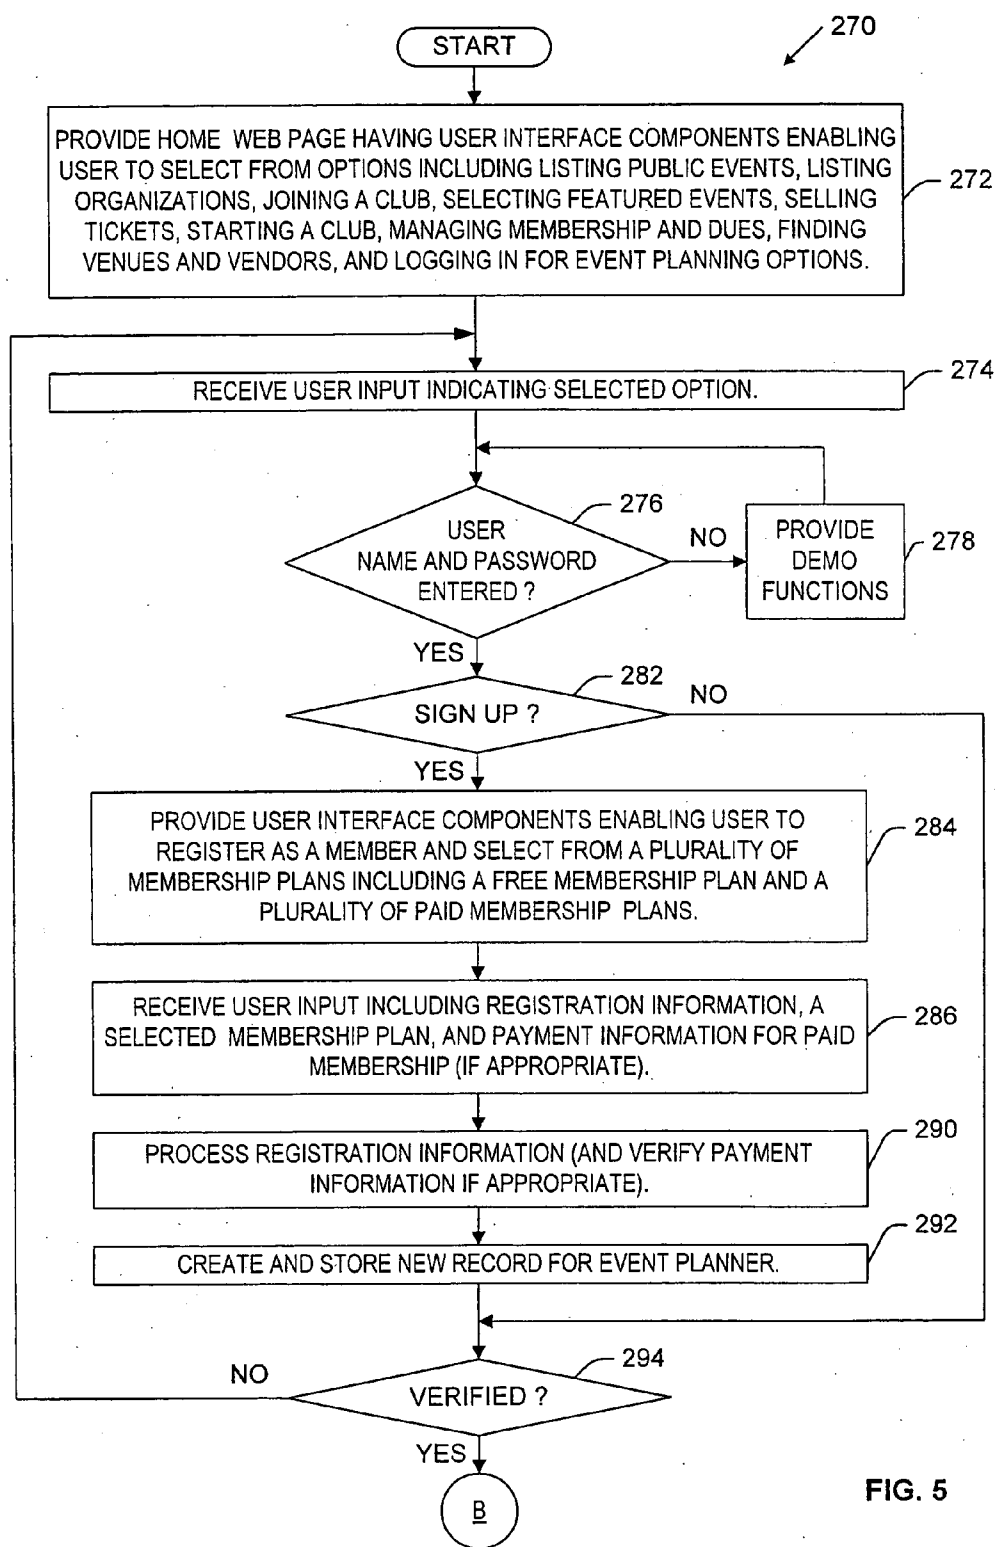 270
START
PROVIDE HOME WEB PAGE HAVING USER INTERFACE COMPONENTS ENABLING
USER TO SELECT FROM OPTIONS INCLUDING LISTING PUBLIC EVENTS, LISTING
ORGANIZATIONS, JOINING A CLUB, SELECTING FEATURED EVENTS, SELLING
TICKETS, STARTING A CLUB, MANAGING MEMBERSHIP AND DUES, FINDING
VENUES AND VENDORS, AND LOGGING IN FOR EVENT PLANNING OPTIONS.
272
RECEIVE USER INPUT INDICATING SELECTED OPTION.
274
USER
NAME AND PASSWORD
ENTERED ?
276
NO
PROVIDE
DEMO
FUNCTIONS
278
YES
SIGN UP ?
282
NO
YES
PROVIDE USER INTERFACE COMPONENTS ENABLING USER TO
REGISTER AS A MEMBER AND SELECT FROM A PLURALITY OF
MEMBERSHIP PLANS INCLUDING A FREE MEMBERSHIP PLAN AND A
PLURALITY OF PAID MEMBERSHIP PLANS.
284
RECEIVE USER INPUT INCLUDING REGISTRATION INFORMATION, A
SELECTED MEMBERSHIP PLAN, AND PAYMENT INFORMATION FOR PAID
MEMBERSHIP (IF APPROPRIATE).
286
PROCESS REGISTRATION INFORMATION (AND VERIFY PAYMENT
INFORMATION IF APPROPRIATE).
290
CREATE AND STORE NEW RECORD FOR EVENT PLANNER.
292
VERIFIED ?
294
NO
YES
B
FIG. 5